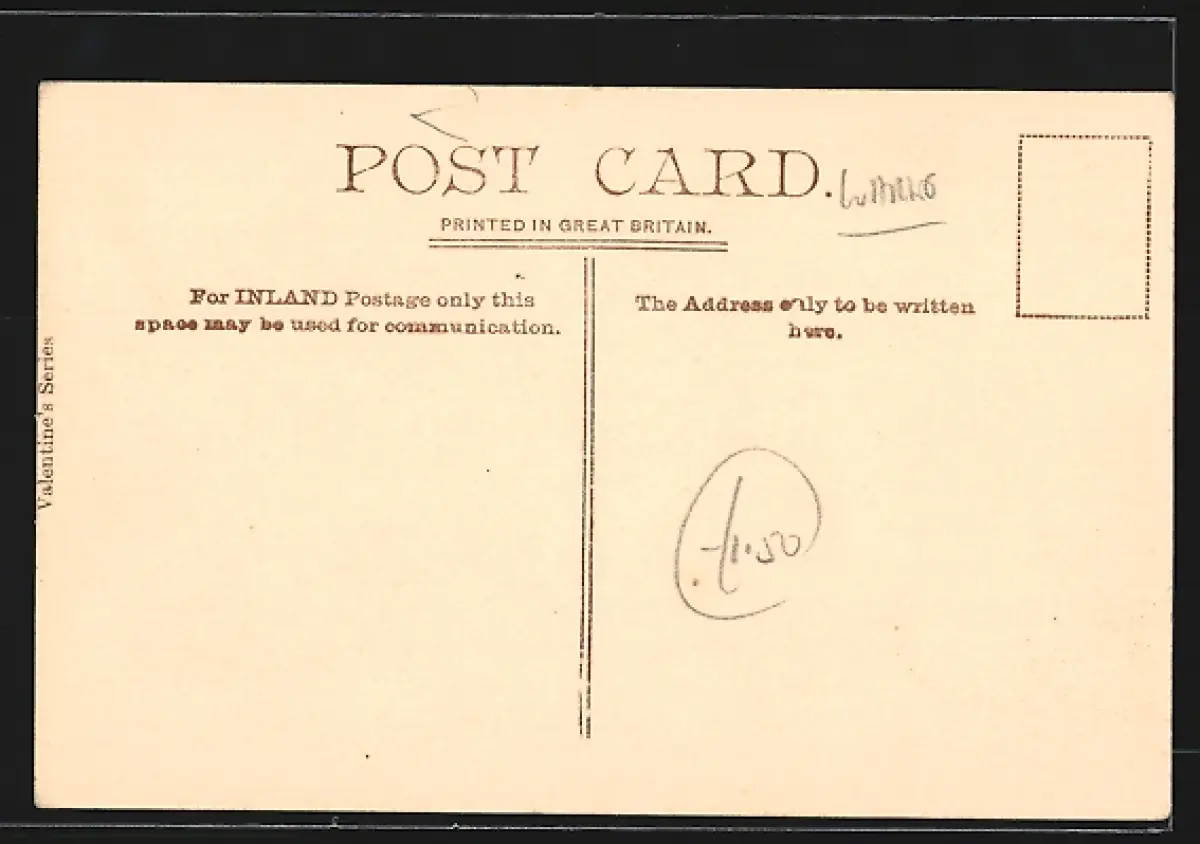 POST CARD.
PRINTED IN GREAT BRITAIN.
For INLAND Postage only this
space may be used for communication.
The Address only to be written
here.
Valentine's Series
£1.50